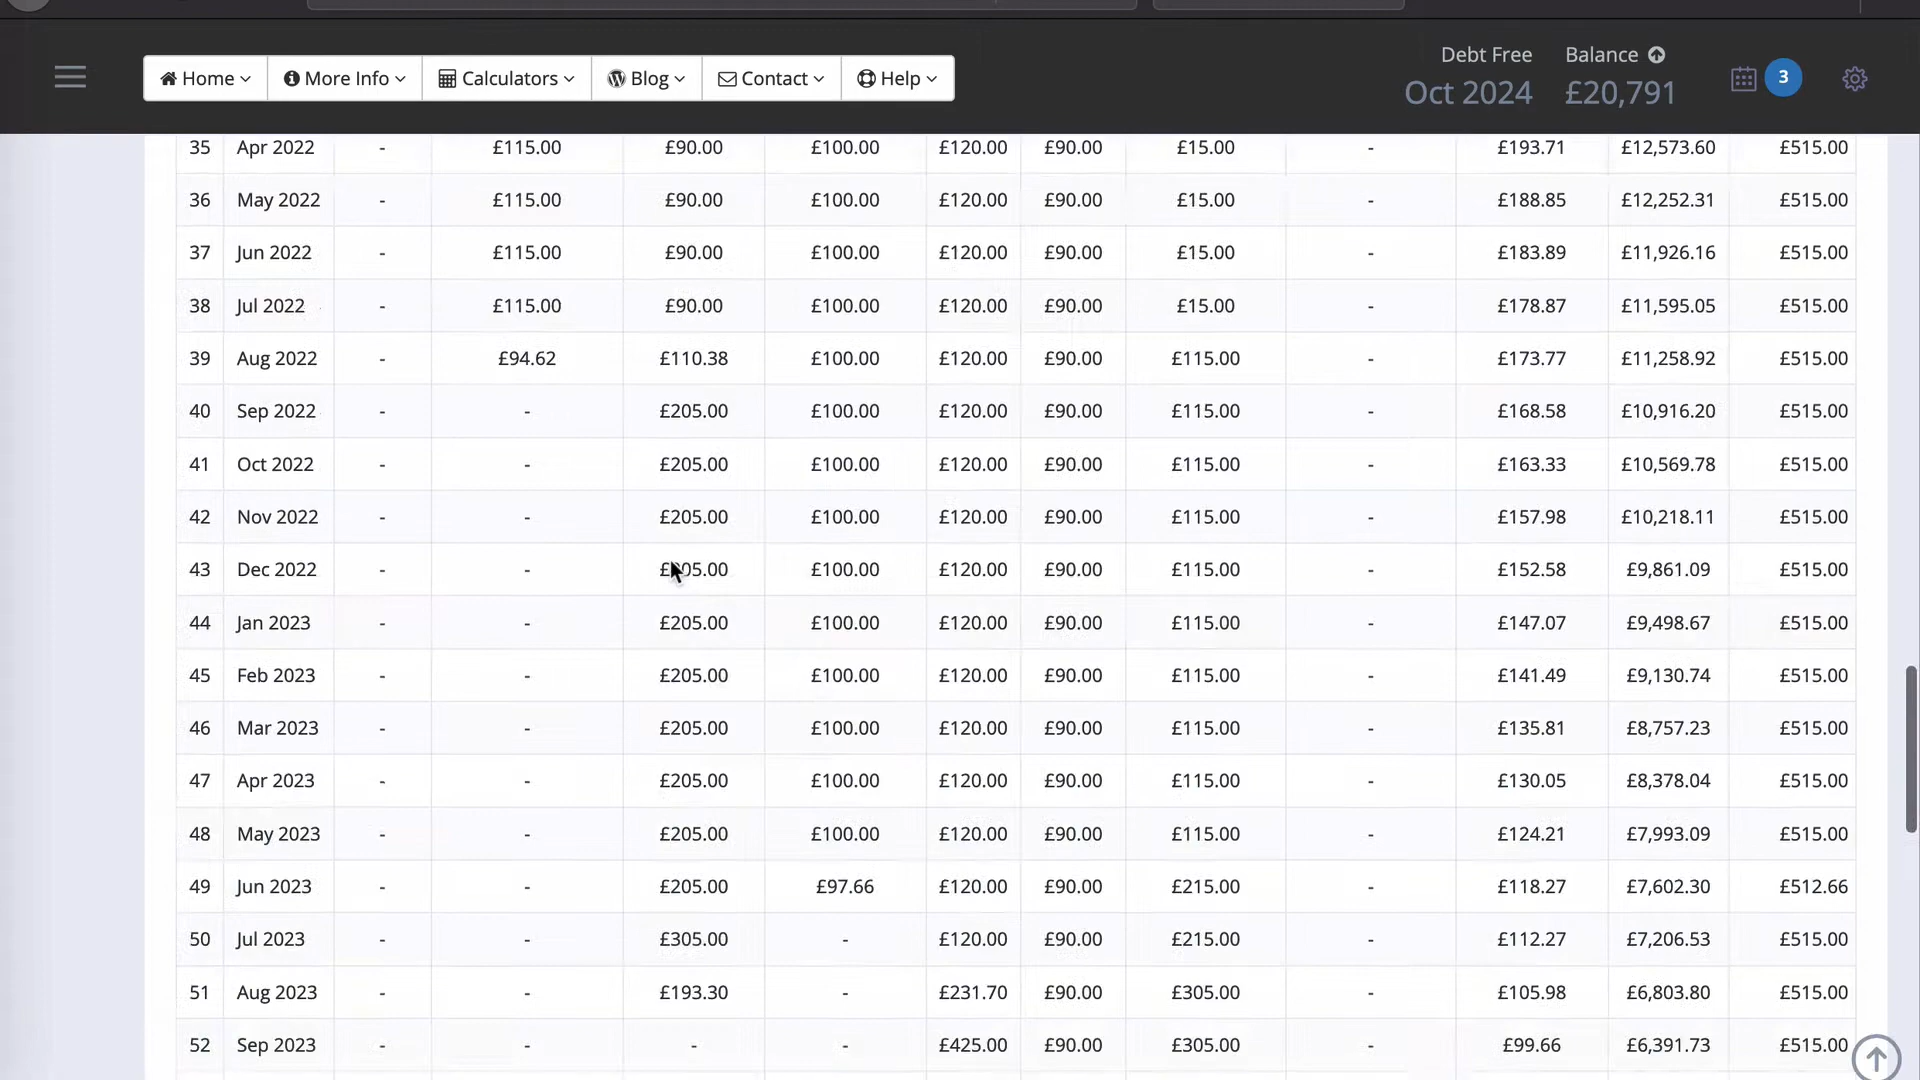 Home More Info Calculators Blog Contact Help Debt Free Balance 3
Oct 2024 £20,791
35 Apr 2022 - £115.00 £90.00 £100.00 £120.00 £90.00 £15.00 - £193.71 £12,573.60 £515.00
36 May 2022 - £115.00 £90.00 £100.00 £120.00 £90.00 £15.00 - £188.85 £12,252.31 £515.00
37 Jun 2022 - £115.00 £90.00 £100.00 £120.00 £90.00 £15.00 - £183.89 £11,926.16 £515.00
38 Jul 2022 - £115.00 £90.00 £100.00 £120.00 £90.00 £15.00 - £178.87 £11,595.05 £515.00
39 Aug 2022 - £94.62 £110.38 £100.00 £120.00 £90.00 £115.00 - £173.77 £11,258.92 £515.00
40 Sep 2022 - - £205.00 £100.00 £120.00 £90.00 £115.00 - £168.58 £10,916.20 £515.00
41 Oct 2022 - - £205.00 £100.00 £120.00 £90.00 £115.00 - £163.33 £10,569.78 £515.00
42 Nov 2022 - - £205.00 £100.00 £120.00 £90.00 £115.00 - £157.98 £10,218.11 £515.00
43 Dec 2022 - - £205.00 £100.00 £120.00 £90.00 £115.00 - £152.58 £9,861.09 £515.00
44 Jan 2023 - - £205.00 £100.00 £120.00 £90.00 £115.00 - £147.07 £9,498.67 £515.00
45 Feb 2023 - - £205.00 £100.00 £120.00 £90.00 £115.00 - £141.49 £9,130.74 £515.00
46 Mar 2023 - - £205.00 £100.00 £120.00 £90.00 £115.00 - £135.81 £8,757.23 £515.00
47 Apr 2023 - - £205.00 £100.00 £120.00 £90.00 £115.00 - £130.05 £8,378.04 £515.00
48 May 2023 - - £205.00 £100.00 £120.00 £90.00 £115.00 - £124.21 £7,993.09 £515.00
49 Jun 2023 - - £205.00 £97.66 £120.00 £90.00 £215.00 - £118.27 £7,602.30 £512.66
50 Jul 2023 - - £305.00 - £120.00 £90.00 £215.00 - £112.27 £7,206.53 £515.00
51 Aug 2023 - - £193.30 - £231.70 £90.00 £305.00 - £105.98 £6,803.80 £515.00
52 Sep 2023 - - - - £425.00 £90.00 £305.00 - £99.66 £6,391.73 £515.00